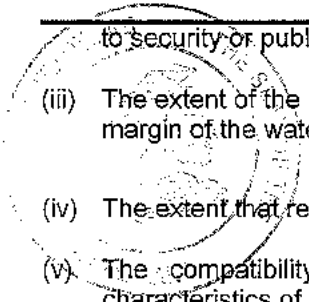 to security or publ
(iii) The extent of the
margin of the wate
(iv) The extent that re
(v) The compatibility
characteristics of